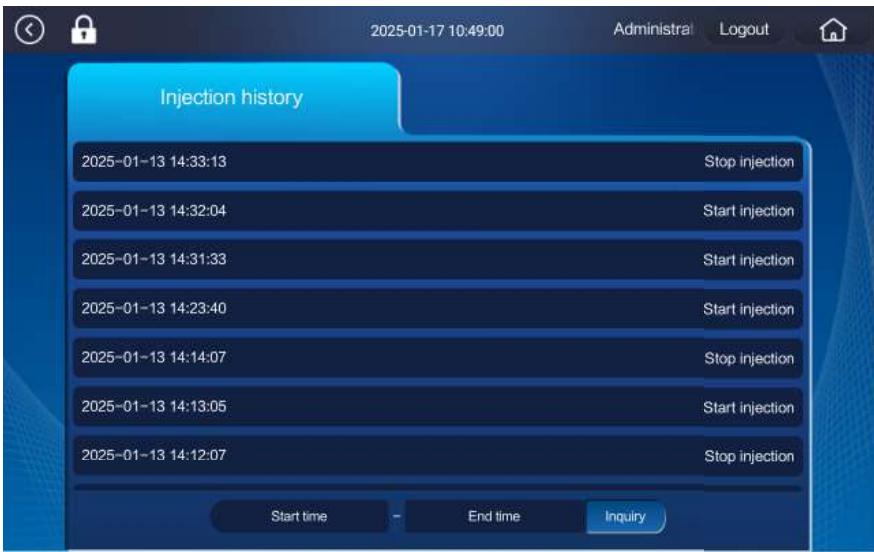 2025-01-17 10:49:00 Administra Logout
Injection history
2025-01-13 14:33:13 Stop injection
2025-01-13 14:32:04 Start injection
2025-01-13 14:31:33 Start injection
2025-01-13 14:23:40 Start injection
2025-01-13 14:14:07 Stop injection
2025-01-13 14:13:05 Start injection
2025-01-13 14:12:07 Stop injection
Start time - End time Inquiry